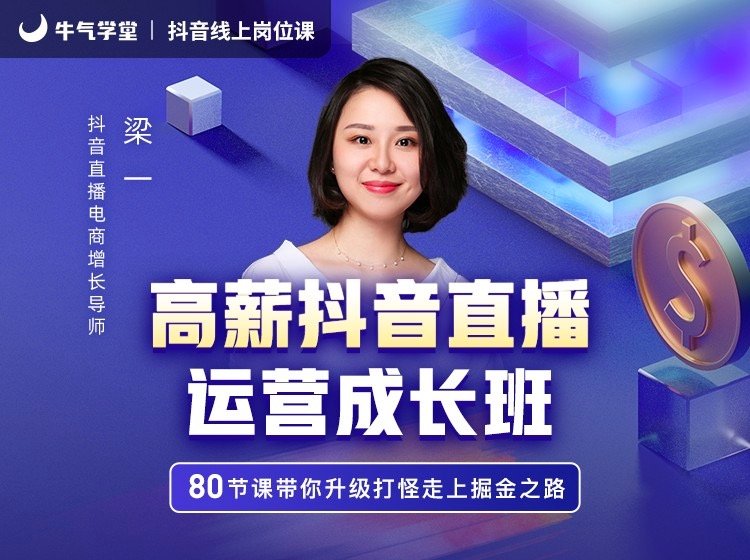 牛气学堂 | 抖音线上岗位课
梁一
抖音直播电商增长导师
高薪抖音直播
运营成长班
80节课带你升级打怪走上掘金之路
$